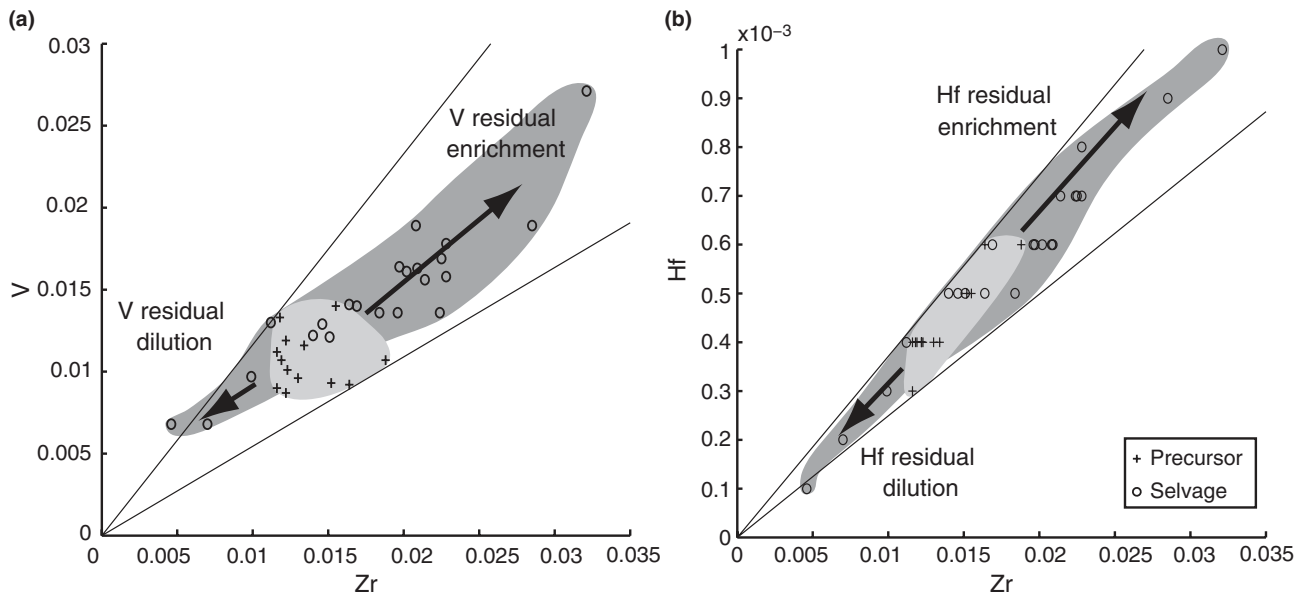 (a)
0.03
0.025
0.02
0.015
0.01
0.005
0
V
V residual
enrichment
V residual
dilution
0
0.005
0.01
0.015
0.02
0.025
0.03
0.035
Zr
(b)
x10⁻³
1
0.9
0.8
0.7
0.6
0.5
0.4
0.3
0.2
0.1
Hf
Hf residual
enrichment
Hf residual
dilution
+ Precursor
o Selvage
0
0.005
0.01
0.015
0.02
0.025
0.03
0.035
Zr